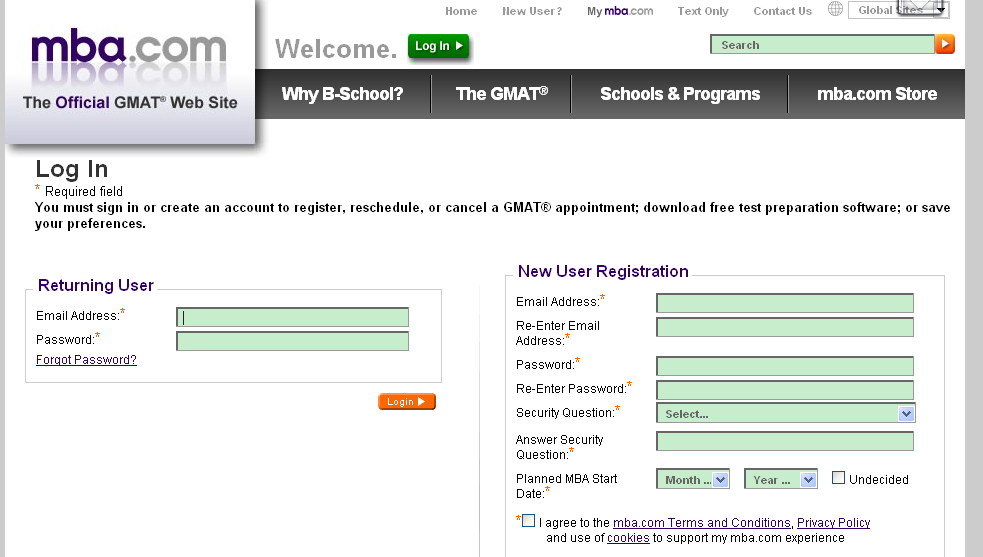 Home New User? My mba.com Text Only Contact Us Global Sites
mba.com
Welcome. Log In
Search
The Official GMAT® Web Site
Why B-School? The GMAT® Schools & Programs mba.com Store
Log In
* Required field
You must sign in or create an account to register, reschedule, or cancel a GMAT® appointment; download free test preparation software; or save
your preferences.
Returning User
Email Address:*
Password:*
Forgot Password?
Login
New User Registration
Email Address:*
Re-Enter Email
Address:*
Password:*
Re-Enter Password:*
Security Question:* Select...
Answer Security
Question:*
Planned MBA Start Month ... Year ... Undecided
Date:*
* I agree to the mba.com Terms and Conditions, Privacy Policy
and use of cookies to support my mba.com experience